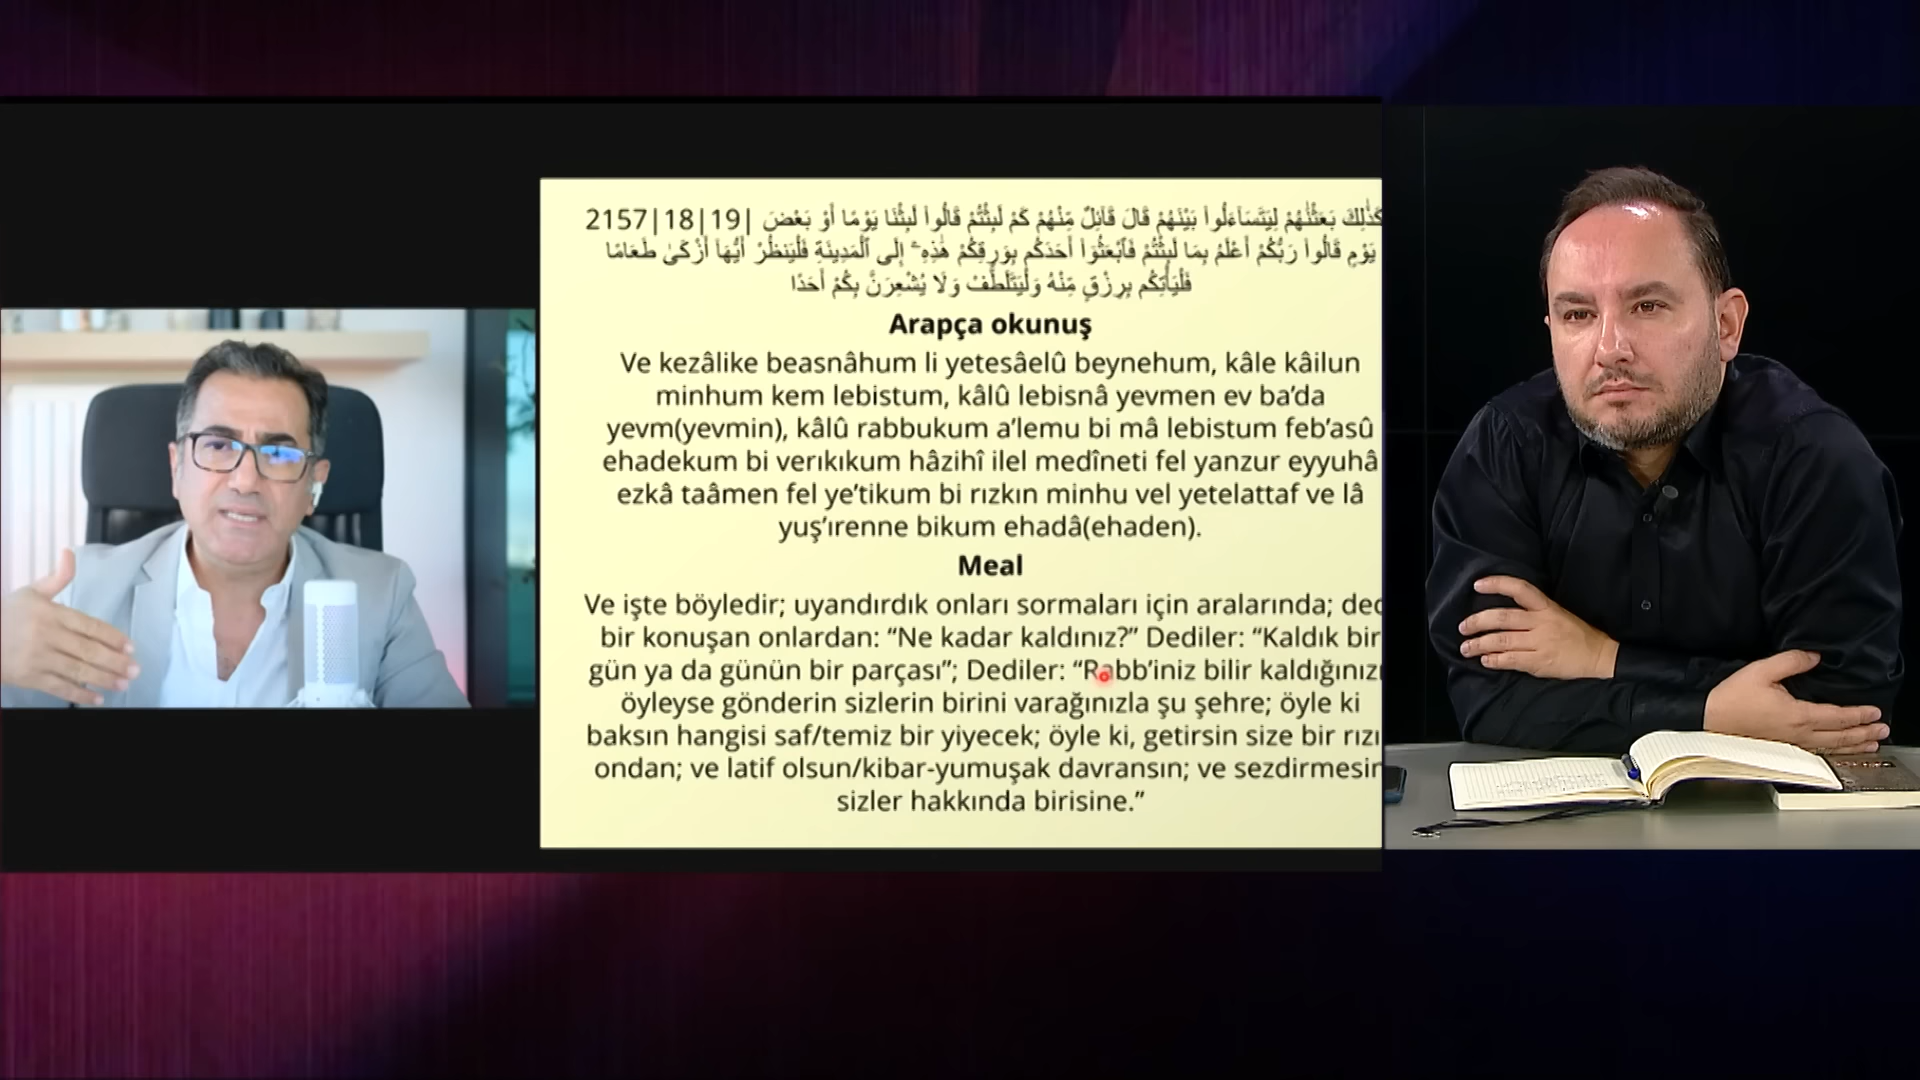 2157|18|19| كَذَٰلِكَ بَعَثْنَٰهُمْ لِيَتَسَآءَلُوا۟ بَيْنَهُمْ قَالَ قَآئِلٌ مِّنْهُمْ كَمْ لَبِثْتُمْ قَالُوا۟ لَبِثْنَا يَوْمًا أَوْ بَعْضَ
يَوْمٍ قَالُوا۟ رَبُّكُمْ أَعْلَمُ بِمَا لَبِثْتُمْ فَٱبْعَثُوٓا۟ أَحَدَكُم بِوَرِقِكُمْ هَٰذِهِۦٓ إِلَى ٱلْمَدِينَةِ فَلْيَنظُرْ أَيُّهَآ أَزْكَىٰ طَعَامًا
فَلْيَأْتِكُم بِرِزْقٍ مِّنْهُ وَلْيَتَلَطَّفْ وَلَا يُشْعِرَنَّ بِكُمْ أَحَدًا
Arapça okunuş
Ve kezâlike beasnâhum li yetesâelû beynehum, kâle kâilun
minhum kem lebistum, kâlû lebisnâ yevmen ev ba’da
yevm(yevmin), kâlû rabbukum a’lemu bi mâ lebistum feb’asû
ehadekum bi verıkıkum hâzihî ilel medîneti fel yanzur eyyuhâ
ezkâ taâmen fel ye’tikum bi rızkın minhu vel yetelattaf ve lâ
yuş’ırenne bikum ehadâ(ehaden).
Meal
Ve işte böyledir; uyandırdık onları sormaları için aralarında; ded
bir konuşan onlardan: “Ne kadar kaldınız?” Dediler: “Kaldık bir
gün ya da günün bir parçası”; Dediler: “Rabb’iniz bilir kaldığınızı
öyleyse gönderin sizlerin birini varağınızla şu şehre; öyle ki
baksın hangisi saf/temiz bir yiyecek; öyle ki, getirsin size bir rızı
ondan; ve latif olsun/kibar-yumuşak davransın; ve sezdirmesin
sizler hakkında birisine.”